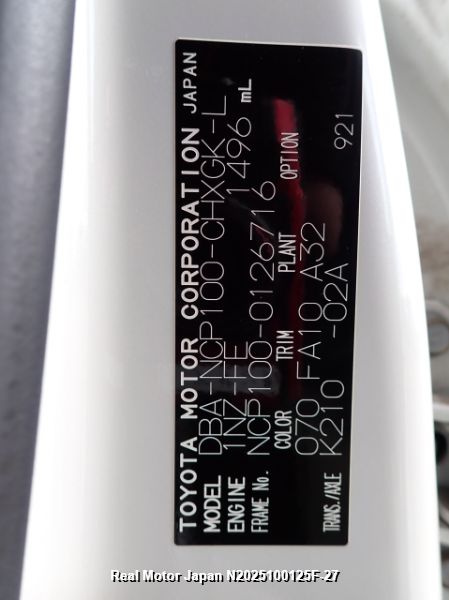 TOYOTA MOTOR CORPORATION JAPAN
MODEL DBA-NCP100-CHXGK-L
ENGINE 1NZ-FE 1496 mL
FRAME No. NCP100-0126716
COLOR TRIM PLANT OPTION
070 FA10 A32
TRANS./AXLE K210 -02A 921
Real Motor Japan N2025100125F-27